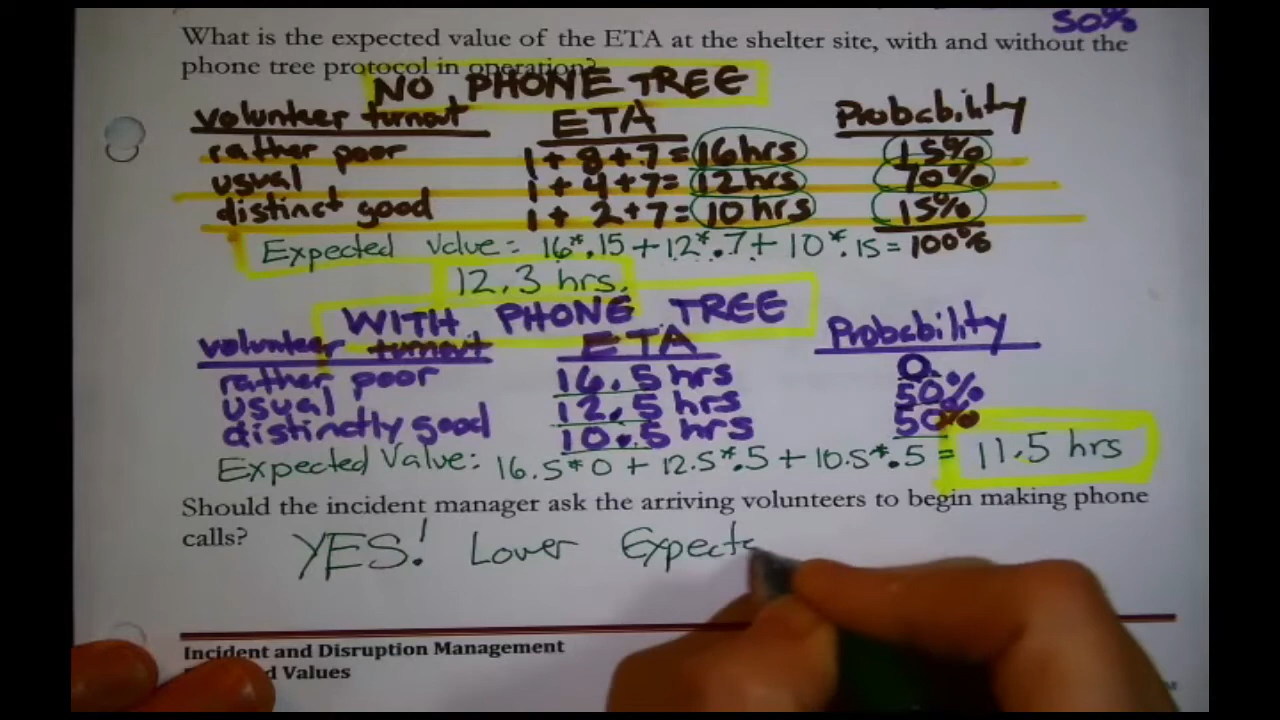 50%
What is the expected value of the ETA at the shelter site, with and without the
phone tree protocol in operation?
NO PHONE TREE
volunteer turnout ETA Probability
rather poor 1 + 8 + 7 = 16 hrs 15%
usual 1 + 4 + 7 = 12 hrs 70%
distinct good 1 + 2 + 7 = 10 hrs 15%
Expected Value = 16*.15 + 12*.7 + 10*.15 = 100%
12.3 hrs.
WITH PHONE TREE
volunteer turnout ETA Probability
rather poor 16.5 hrs 0
usual 12.5 hrs 50%
distinctly good 10.5 hrs 50%
Expected Value: 16.5*0 + 12.5*.5 + 10.5*.5 = 11.5 hrs
Should the incident manager ask the arriving volunteers to begin making phone
calls? YES! Lower Expecte
Incident and Disruption Management
d Values